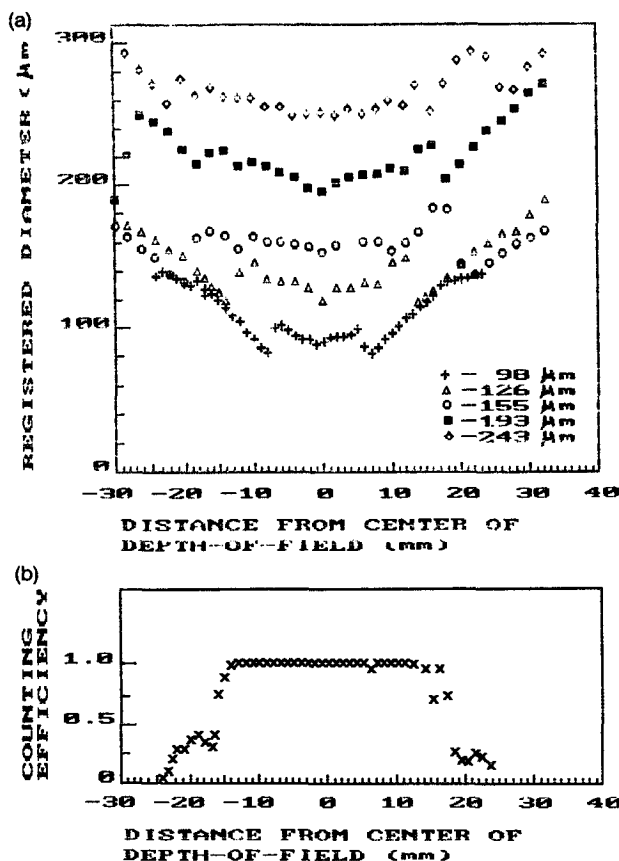 (a)
REGISTERED DIAMETER (μm
300
200
100
0
+ - 98 μm
△ -126 μm
○ -155 μm
■ -193 μm
◇ -243 μm
-30 -20 -10 0 10 20 30 40
DISTANCE FROM CENTER OF
DEPTH-OF-FIELD (mm)
(b)
COUNTING
EFFICIENCY
1.0
0.5
0
-30 -20 -10 0 10 20 30 40
DISTANCE FROM CENTER OF
DEPTH-OF-FIELD (mm)